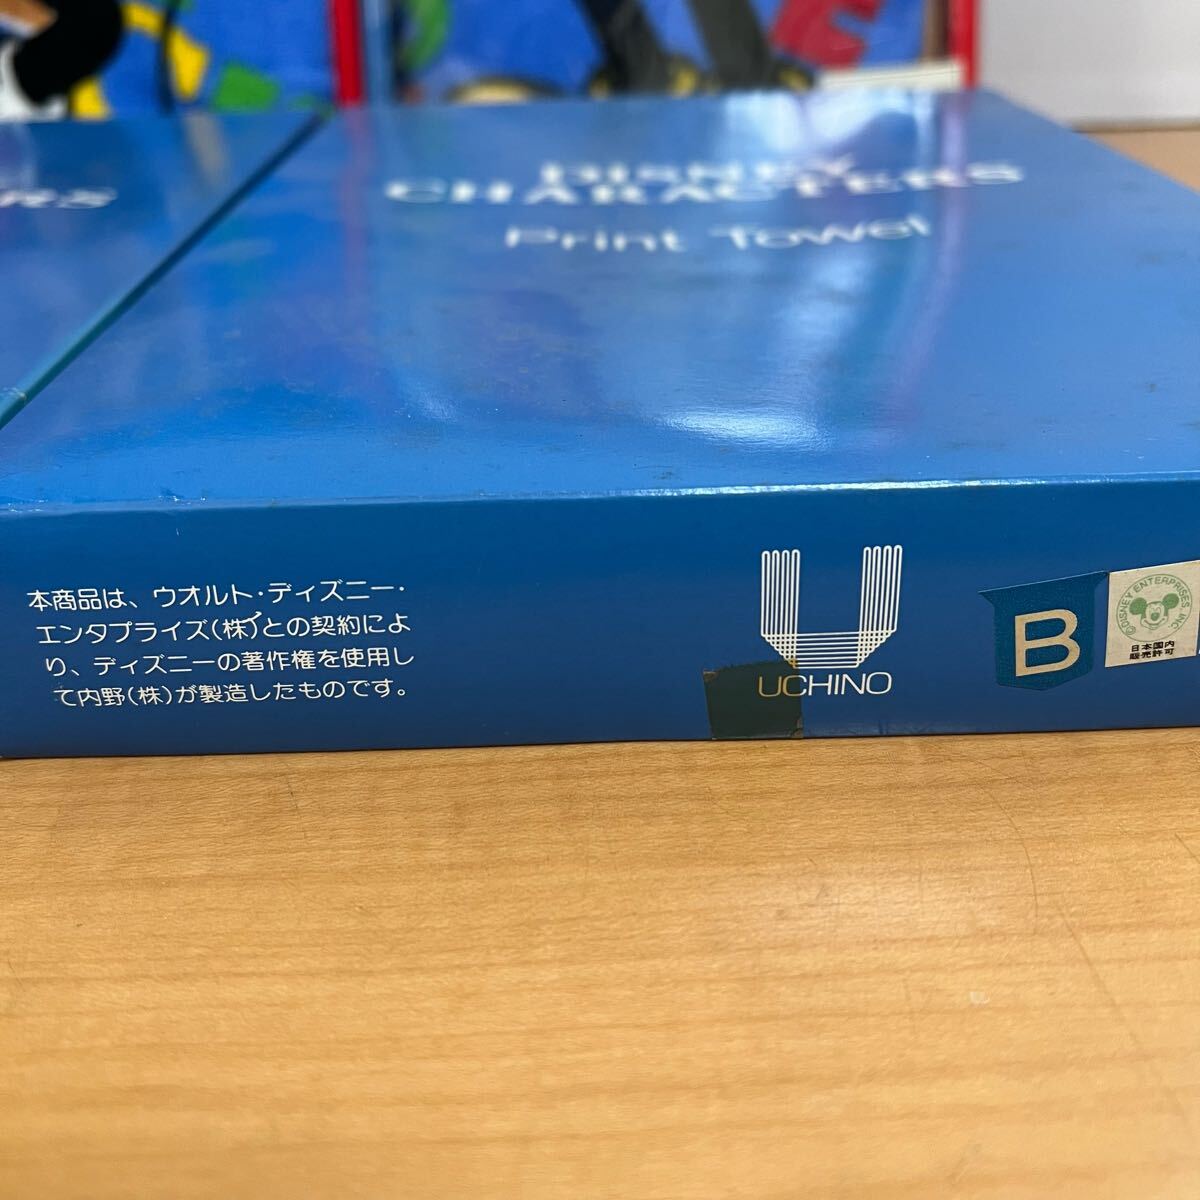 ERS
DISNEY
CHARACTERS
Print Towel
本商品は、ウオルト・ディズニー・
エンタプライズ(株)との契約によ
り、ディズニーの著作権を使用し
て内野(株)が製造したものです。
UCHINO
B
©DISNEY ENTERPRISES INC.
日本国内
販売許可